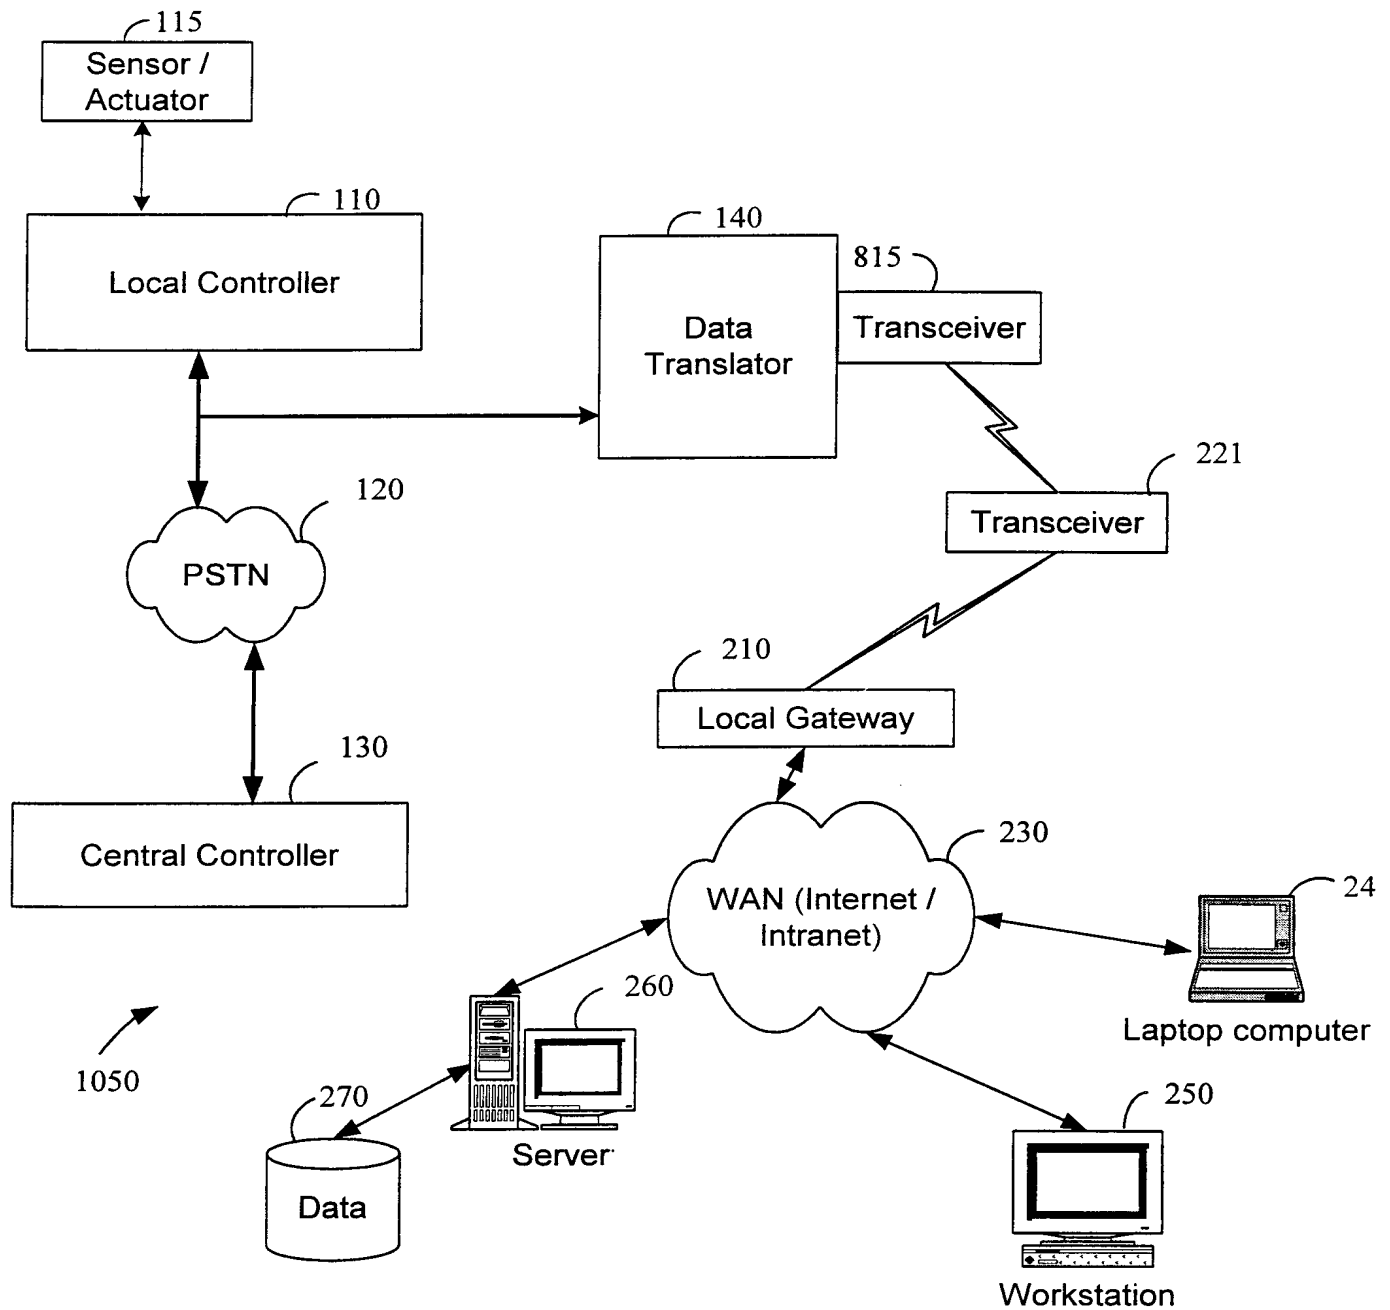 115
Sensor /
Actuator
110
Local Controller
140
815
Data
Translator
Transceiver
221
Transceiver
120
PSTN
210
Local Gateway
130
Central Controller
230
WAN (Internet /
Intranet)
24
Laptop computer
260
Server
1050
270
Data
250
Workstation